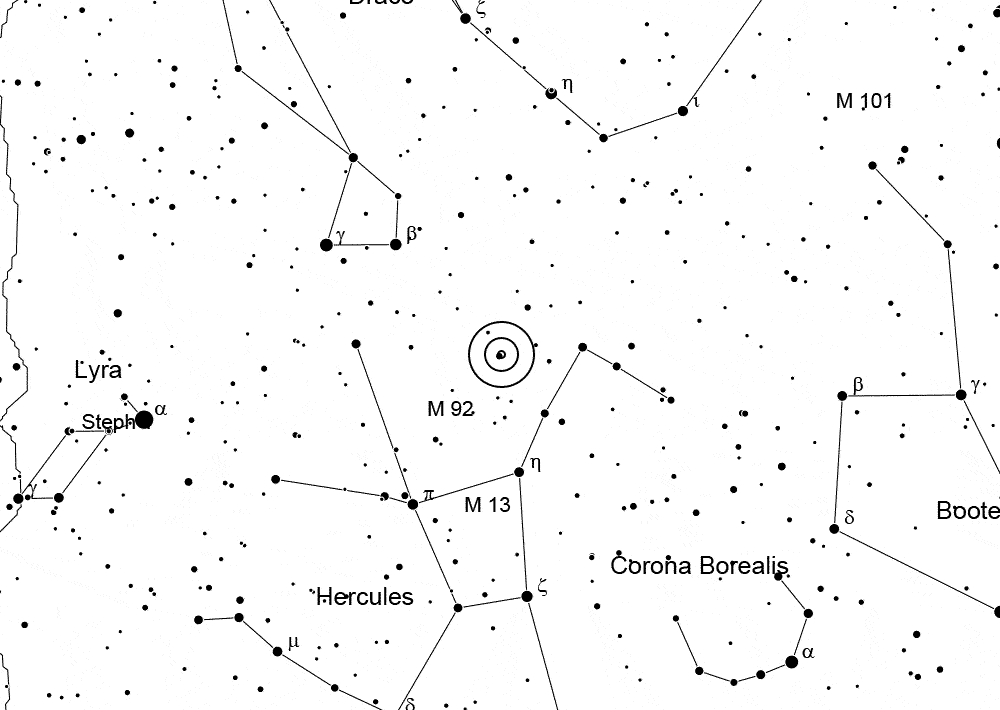 Draco
ζ
η
ι
M 101
γ
β
Lyra
α
Steph
γ
M 92
β
γ
η
π
M 13
Boote
δ
Corona Borealis
ζ
Hercules
μ
α
δ